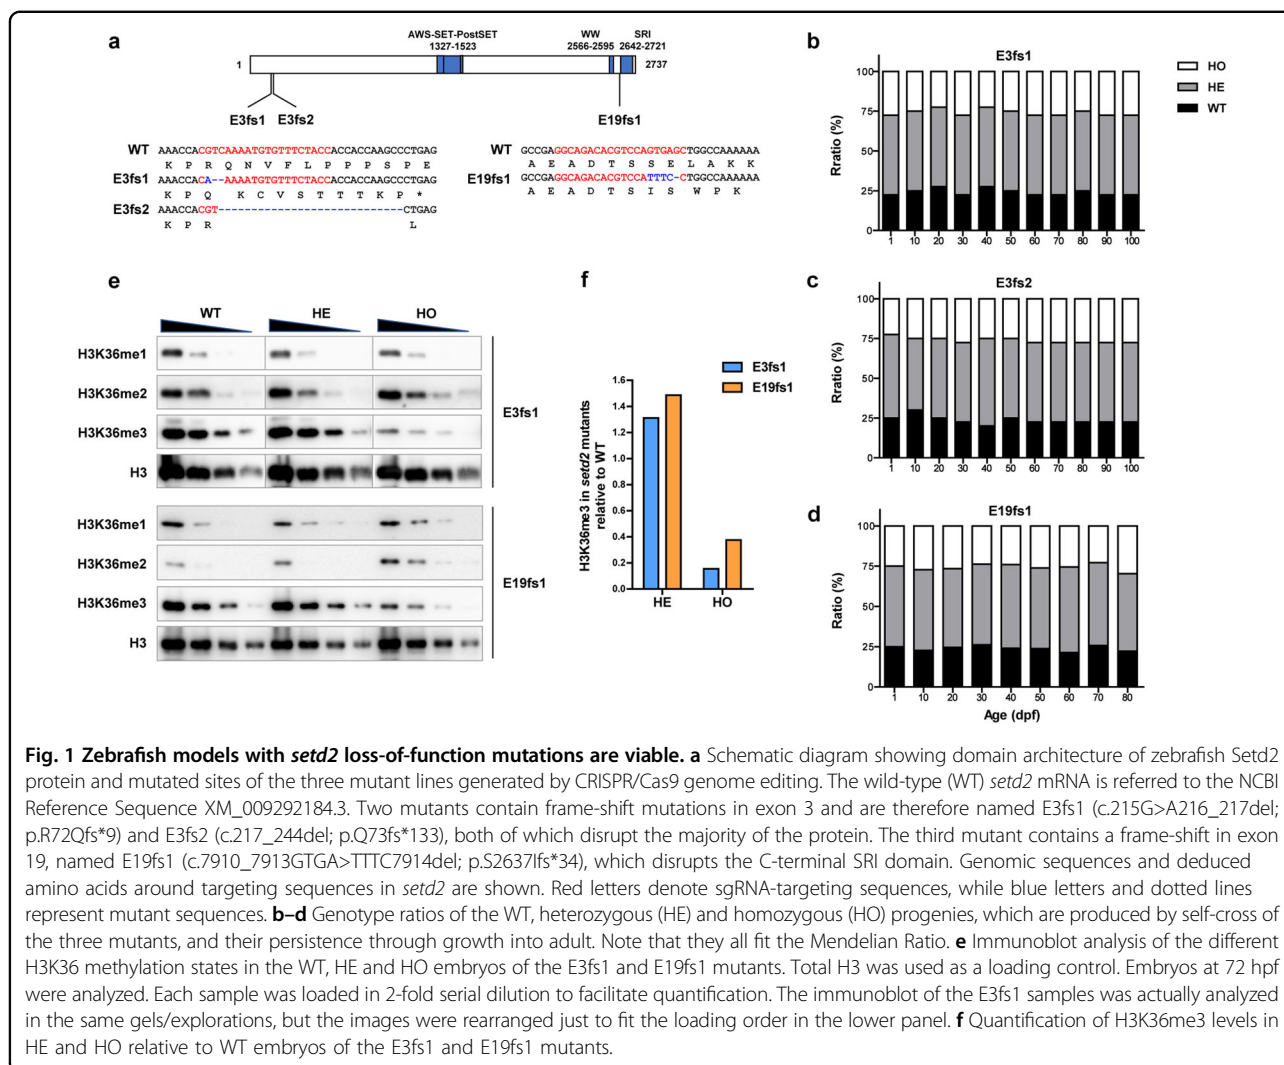 a
AWS-SET-PostSET
1327-1523
WW
2566-2595
SRI
2642-2721
1
2737
E3fs1
E3fs2
E19fs1
WT AAACCACGTCAAAATGTGTTTCTACCACCACCAAGCCCTGAG
K P R Q N V F L P P P S P E
E3fs1 AAACCACA--AAAATGTGTTTCTACCACCACCAAGCCCTGAG
K P Q K C V S T T T K P *
E3fs2 AAACCACGT----------------------------CTGAG
K P R L
WT GCCGAGGCAGACACGTCCAGTGAGCTGGCCAAAAAA
A E A D T S S E L A K K
E19fs1 GCCGAGGCAGACACGTCCATTTC-CTGGCCAAAAAA
A E A D T S I S W P K
b
E3fs1
HO
HE
WT
Rratio (%)
100
75
50
25
0
1 10 20 30 40 50 60 70 80 90 100
c
E3fs2
Rratio (%)
100
75
50
25
0
1 10 20 30 40 50 60 70 80 90 100
d
E19fs1
Ratio (%)
100
75
50
25
0
1 10 20 30 40 50 60 70 80
Age (dpf)
e
WT HE HO
H3K36me1
H3K36me2
H3K36me3
H3
E3fs1
H3K36me1
H3K36me2
H3K36me3
H3
E19fs1
f
E3fs1
E19fs1
H3K36me3 in setd2 mutants
relative to WT
1.6
1.4
1.2
1.0
0.8
0.6
0.4
0.2
0.0
HE HO
Fig. 1 Zebrafish models with setd2 loss-of-function mutations are viable. a Schematic diagram showing domain architecture of zebrafish Setd2
protein and mutated sites of the three mutant lines generated by CRISPR/Cas9 genome editing. The wild-type (WT) setd2 mRNA is referred to the NCBI
Reference Sequence XM_009292184.3. Two mutants contain frame-shift mutations in exon 3 and are therefore named E3fs1 (c.215G>A216_217del;
p.R72Qfs*9) and E3fs2 (c.217_244del; p.Q73fs*133), both of which disrupt the majority of the protein. The third mutant contains a frame-shift in exon
19, named E19fs1 (c.7910_7913GTGA>TTTC7914del; p.S2637Ifs*34), which disrupts the C-terminal SRI domain. Genomic sequences and deduced
amino acids around targeting sequences in setd2 are shown. Red letters denote sgRNA-targeting sequences, while blue letters and dotted lines
represent mutant sequences. b–d Genotype ratios of the WT, heterozygous (HE) and homozygous (HO) progenies, which are produced by self-cross of
the three mutants, and their persistence through growth into adult. Note that they all fit the Mendelian Ratio. e Immunoblot analysis of the different
H3K36 methylation states in the WT, HE and HO embryos of the E3fs1 and E19fs1 mutants. Total H3 was used as a loading control. Embryos at 72 hpf
were analyzed. Each sample was loaded in 2-fold serial dilution to facilitate quantification. The immunoblot of the E3fs1 samples was actually analyzed
in the same gels/explorations, but the images were rearranged just to fit the loading order in the lower panel. f Quantification of H3K36me3 levels in
HE and HO relative to WT embryos of the E3fs1 and E19fs1 mutants.